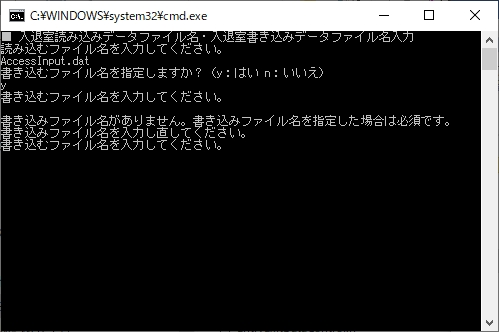 C:¥WINDOWS¥system32¥cmd.exe
■ 入退室読み込みデータファイル名・入退室書き込みデータファイル名入力
読み込むファイル名を入力してください。
AccessInput.dat
書き込むファイル名を指定しますか？（y：はい n：いいえ）
y
書き込むファイル名を入力してください。
書き込みファイル名がありません。書き込みファイル名を指定した場合は必須です。
書き込みファイル名を入力し直してください。
書き込むファイル名を入力してください。